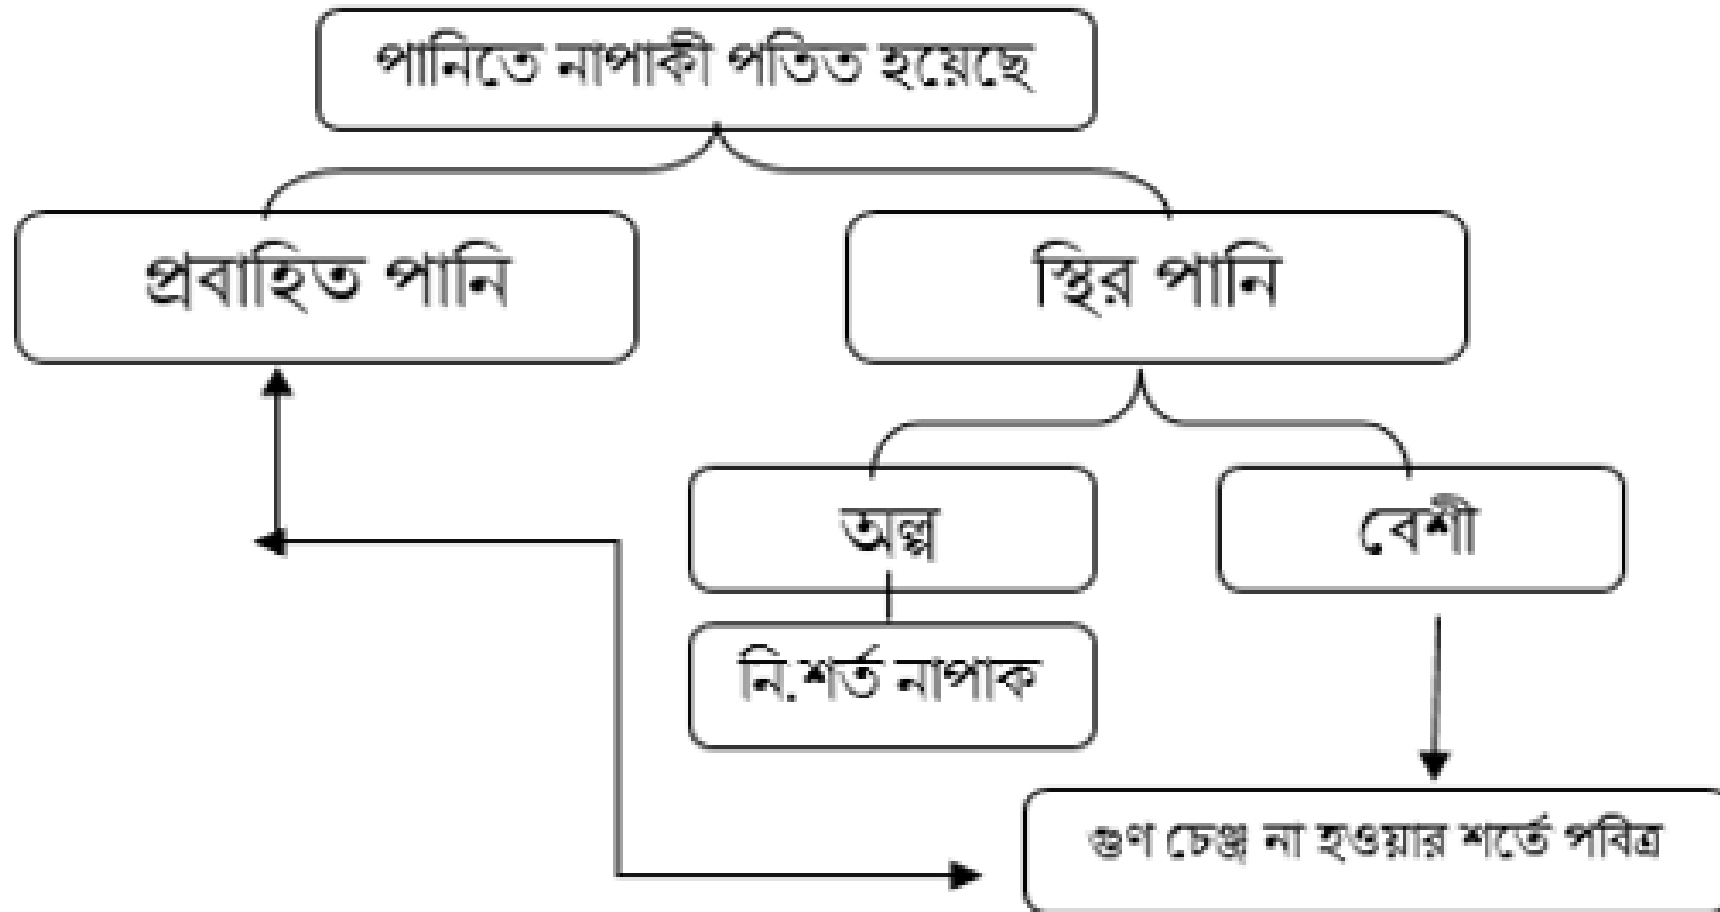 পানিতে নাপাকী পতিত হয়েছে
প্রবাহিত পানি
স্থির পানি
অল্প
বেশী
নি.শর্ত নাপাক
গুণ চেঞ্জ না হওয়ার শর্তে পবিত্র